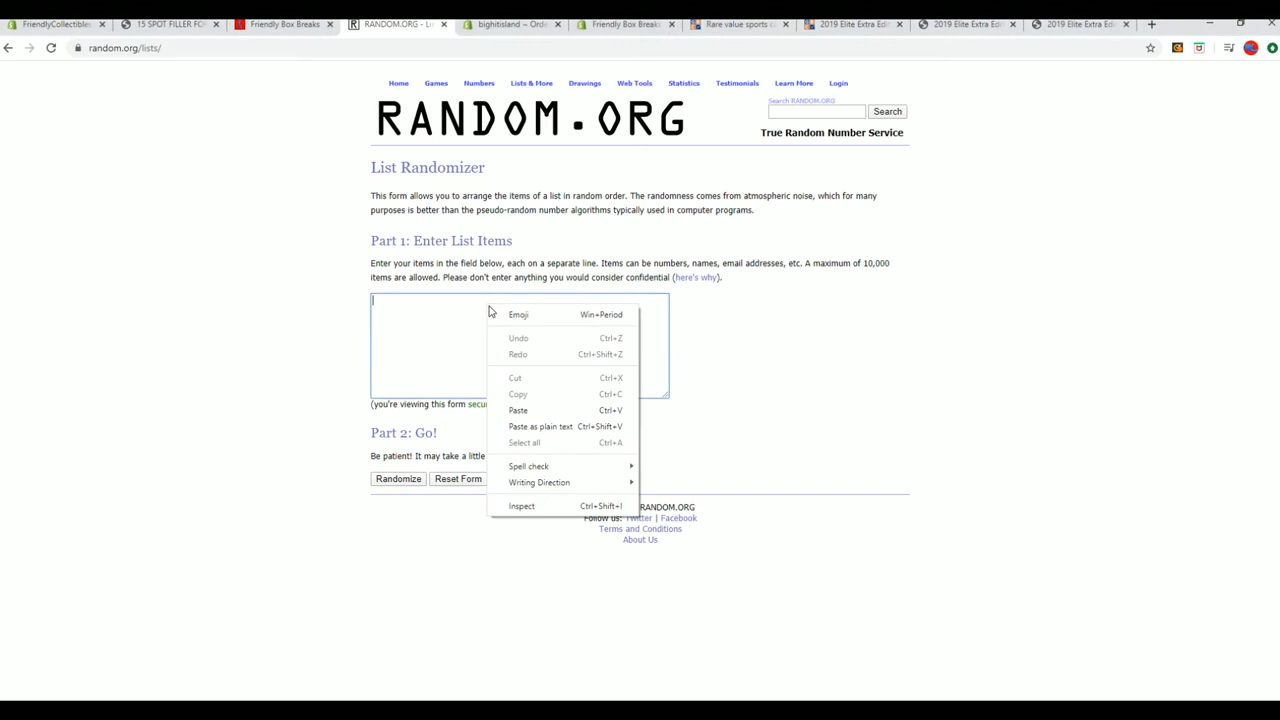 FriendlyCollectibles
15 SPOT FILLER FC
Friendly Box Breaks
RANDOM.ORG - Li
bighitisland ~ Orde
Friendly Box Breaks
Rare value sports c
2019 Elite Extra Edi
2019 Elite Extra Edi
2019 Elite Extra Edi
random.org/lists/
Home Games Numbers Lists & More Drawings Web Tools Statistics Testimonials Learn More Login
RANDOM.ORG
Search RANDOM.ORG
Search
True Random Number Service
List Randomizer
This form allows you to arrange the items of a list in random order. The randomness comes from atmospheric noise, which for many
purposes is better than the pseudo-random number algorithms typically used in computer programs.
Part 1: Enter List Items
Enter your items in the field below, each on a separate line. Items can be numbers, names, email addresses, etc. A maximum of 10,000
items are allowed. Please don't enter anything you would consider confidential (here's why).
Emoji Win+Period
Undo Ctrl+Z
Redo Ctrl+Shift+Z
Cut Ctrl+X
Copy Ctrl+C
Paste Ctrl+V
Paste as plain text Ctrl+Shift+V
Select all Ctrl+A
Spell check
Writing Direction
Inspect Ctrl+Shift+I
(you're viewing this form secu
Part 2: Go!
Be patient! It may take a little
Randomize Reset Form
RANDOM.ORG
Follow us: Twitter | Facebook
Terms and Conditions
About Us